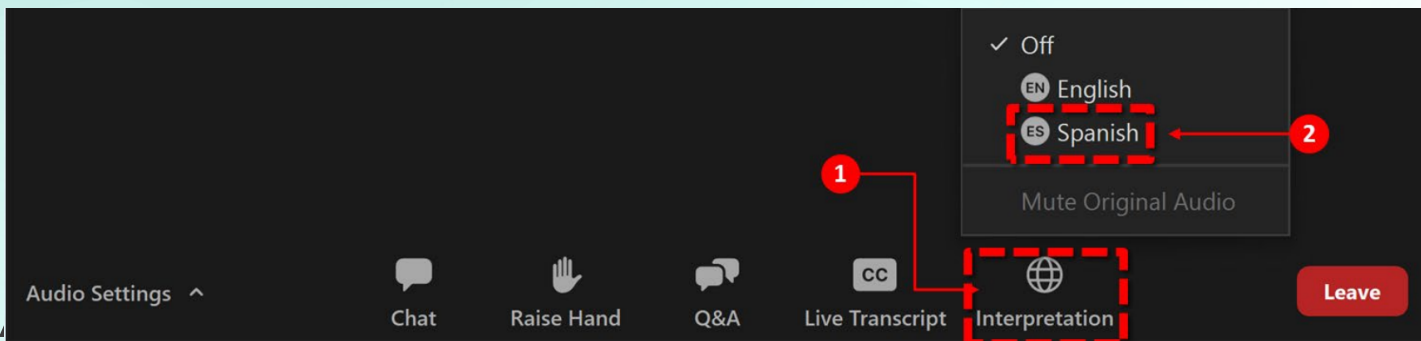 Off
EN English
ES Spanish
2
1
Mute Original Audio
Audio Settings
CC
Chat
Raise Hand
Q&A
Live Transcript
Interpretation
Leave